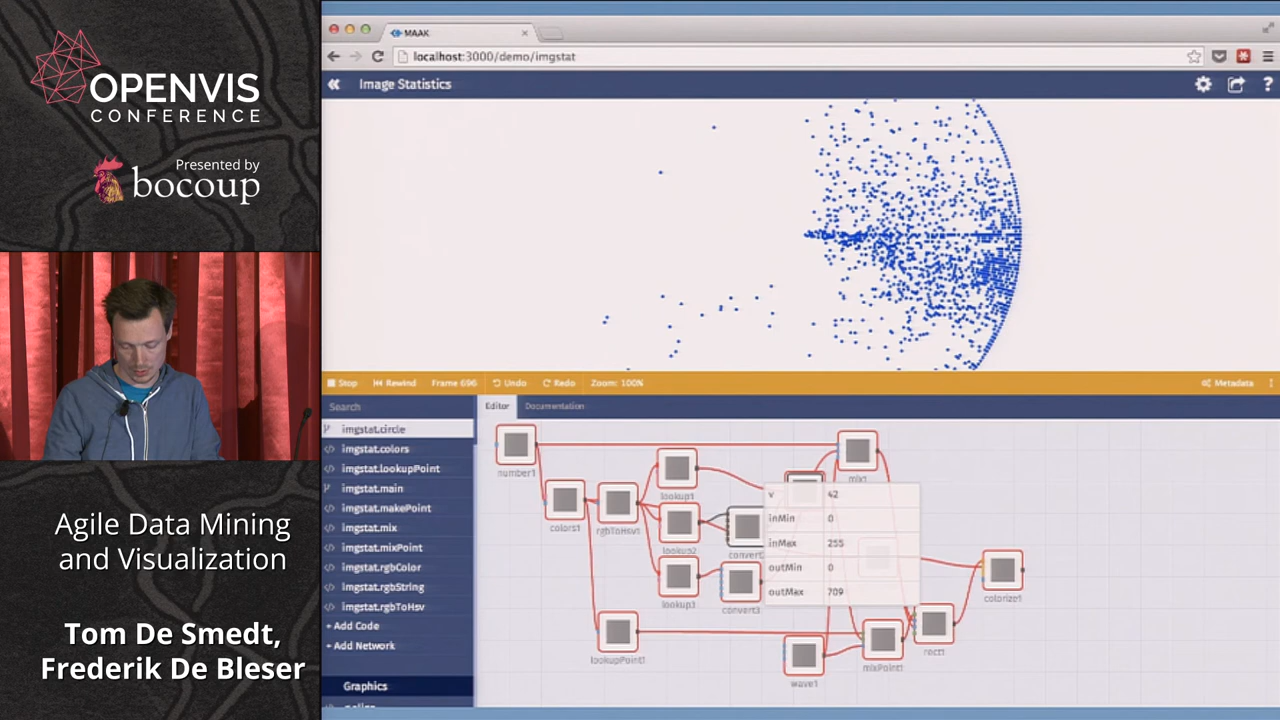 OPENVIS
CONFERENCE
Presented by
bocoup
Agile Data Mining
and Visualization
Tom De Smedt,
Frederik De Bleser
MAAK
localhost:3000/demo/imgstat
Image Statistics
Stop
Rewind
Frame 696
Undo
Redo
Zoom: 100%
Metadata
Search
imgstat.circle
imgstat.colors
imgstat.lookupPoint
imgstat.main
imgstat.makePoint
imgstat.mix
imgstat.mixPoint
imgstat.rgbColor
imgstat.rgbString
imgstat.rgbToHsv
+ Add Code
+ Add Network
Graphics
Editor
Documentation
number1
colors1
rgbToHsv1
lookup1
lookup2
lookup3
convert
convert3
lookupPoint1
mix1
v 42
inMin 0
inMax 255
outMin 0
outMax 709
wave1
mixPoint1
rect1
colorize1